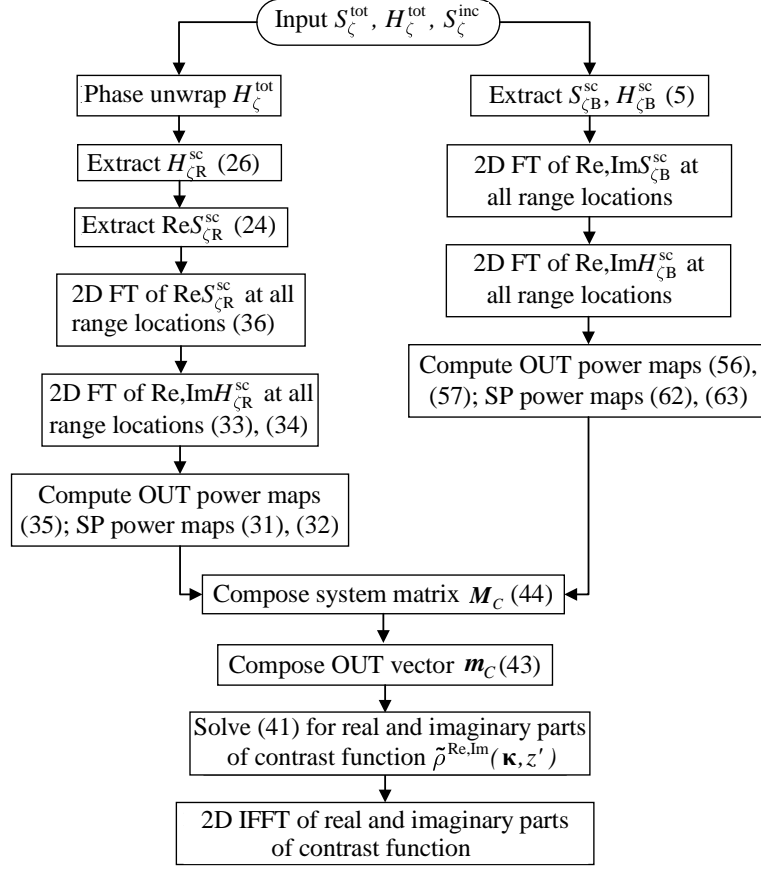 Input S_ζ^tot, H_ζ^tot, S_ζ^inc
Phase unwrap H_ζ^tot
Extract H_ζR^sc (26)
Extract ReS_ζR^sc (24)
2D FT of ReS_ζR^sc at all
range locations (36)
2D FT of Re,ImH_ζR^sc at all
range locations (33), (34)
Compute OUT power maps
(35); SP power maps (31), (32)
Extract S_ζB^sc, H_ζB^sc (5)
2D FT of Re,ImS_ζB^sc at
all range locations
2D FT of Re,ImH_ζB^sc at
all range locations
Compute OUT power maps (56),
(57); SP power maps (62), (63)
Compose system matrix M_C (44)
Compose OUT vector m_C (43)
Solve (41) for real and imaginary parts
of contrast function ρ̃^Re,Im(κ,z′)
2D IFFT of real and imaginary parts
of contrast function